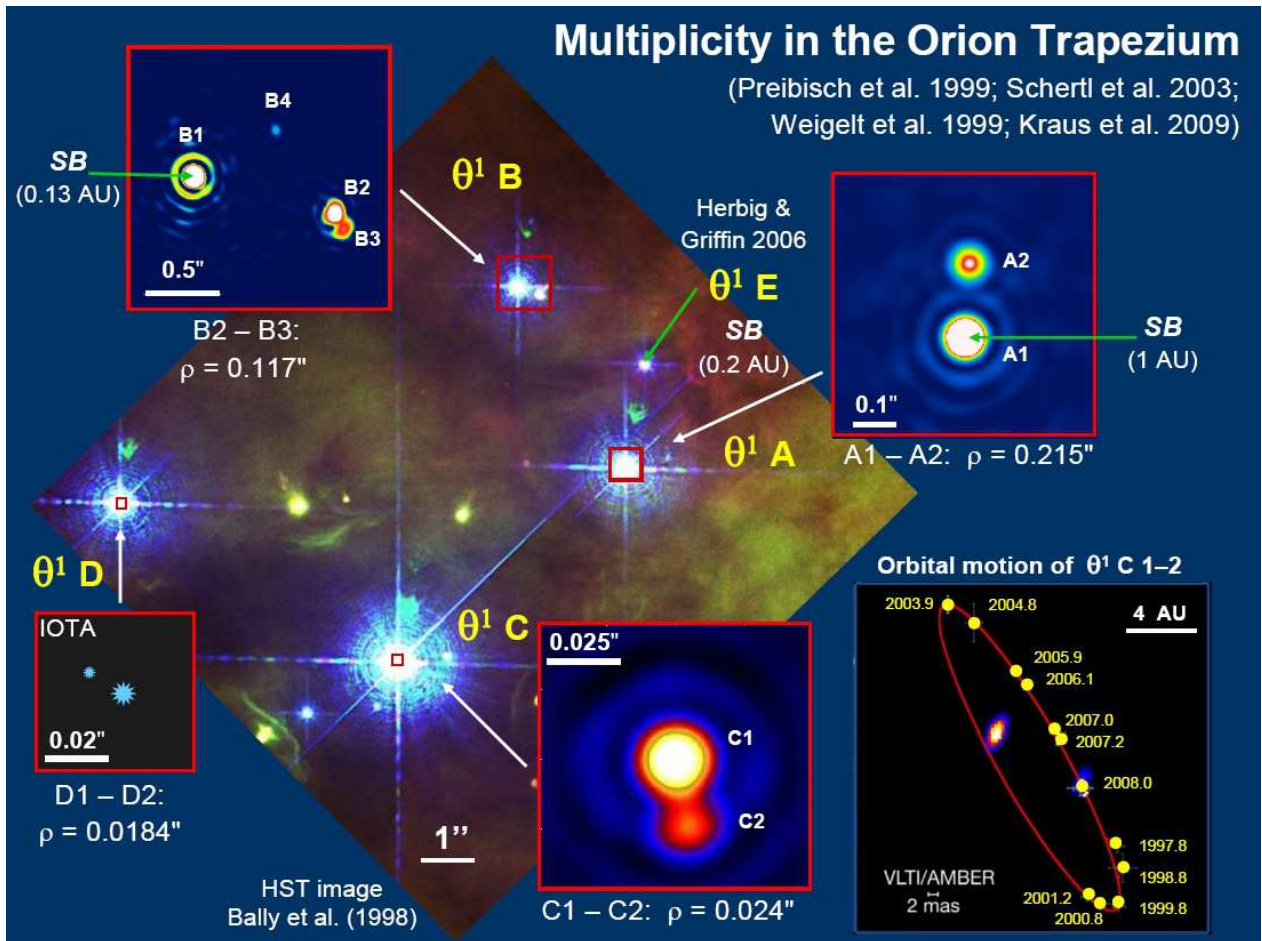 Multiplicity in the Orion Trapezium
(Preibisch et al. 1999; Schertl et al. 2003;
Weigelt et al. 1999; Kraus et al. 2009)
B4
B1
SB
(0.13 AU)
B2
B3
0.5"
B2 – B3:
ρ = 0.117"
θ¹ B
Herbig &
Griffin 2006
θ¹ E
SB
(0.2 AU)
A2
A1
SB
(1 AU)
0.1"
A1 – A2: ρ = 0.215"
θ¹ A
θ¹ D
IOTA
0.02"
D1 – D2:
ρ = 0.0184"
θ¹ C
0.025"
C1
C2
C1 – C2: ρ = 0.024"
1’’
HST image
Bally et al. (1998)
Orbital motion of θ¹ C 1–2
2003.9
2004.8
4 AU
2005.9
2006.1
2007.0
2007.2
2008.0
1997.8
1998.8
1999.8
2001.2
2000.8
VLTI/AMBER
2 mas